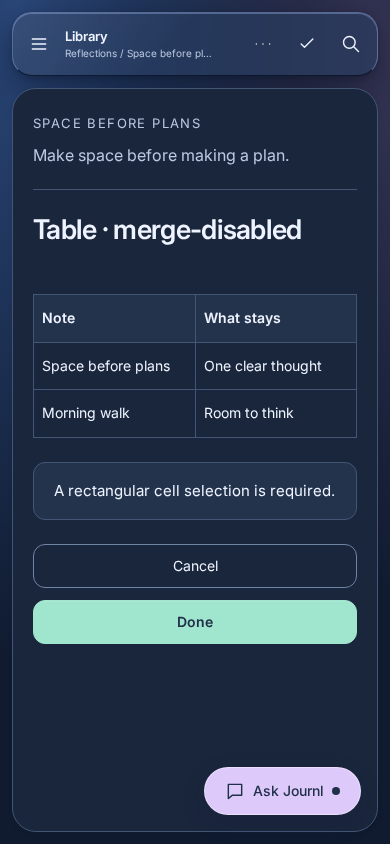 Library
Reflections / Space before pl...
SPACE BEFORE PLANS
Make space before making a plan.
Table · merge-disabled
Note What stays
Space before plans One clear thought
Morning walk Room to think
A rectangular cell selection is required.
Cancel
Done
Ask Journl